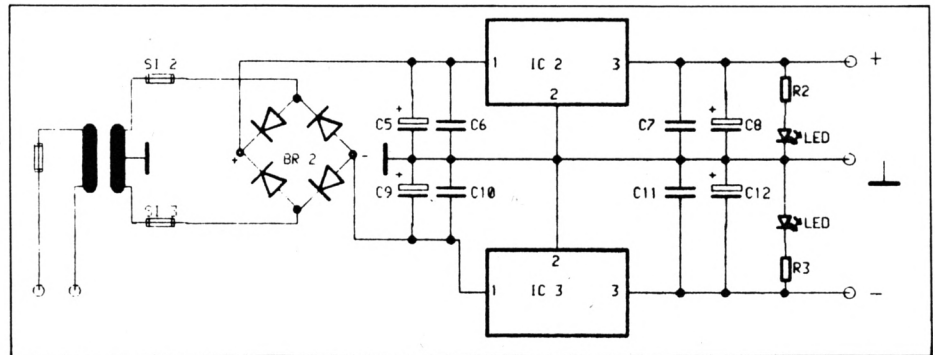 SI 2
BR 2
+
-
SI 3
+
C5
C6
+
C9
C10
1
IC 2
3
2
C7
+
C8
R2
LED
+
C11
+
C12
LED
R3
2
1
IC 3
3
-